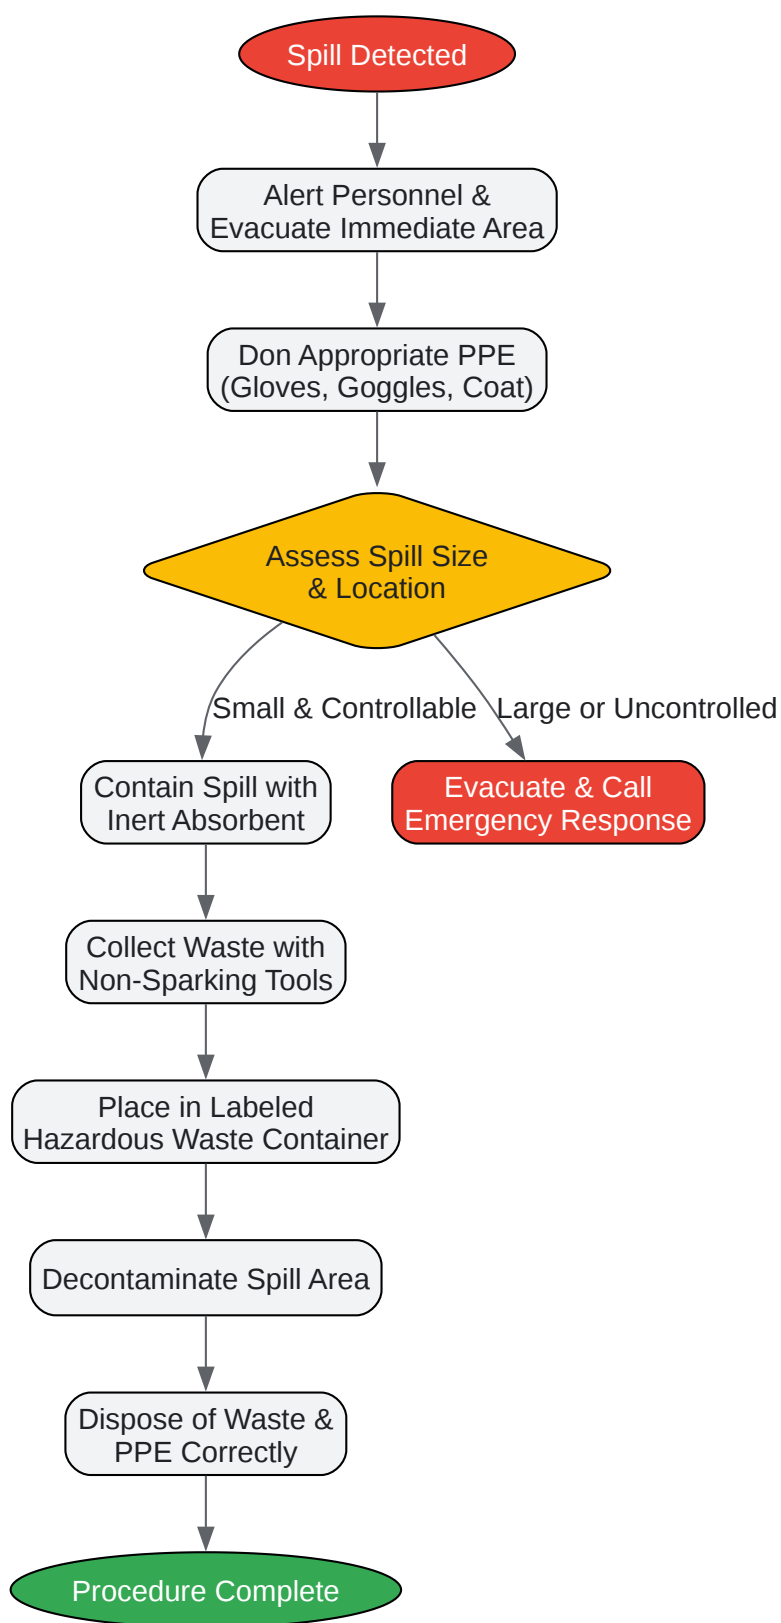 Spill Detected
Alert Personnel &
Evacuate Immediate Area
Don Appropriate PPE
(Gloves, Goggles, Coat)
Assess Spill Size
& Location
Small & Controllable
Large or Uncontrolled
Contain Spill with
Inert Absorbent
Evacuate & Call
Emergency Response
Collect Waste with
Non-Sparking Tools
Place in Labeled
Hazardous Waste Container
Decontaminate Spill Area
Dispose of Waste &
PPE Correctly
Procedure Complete